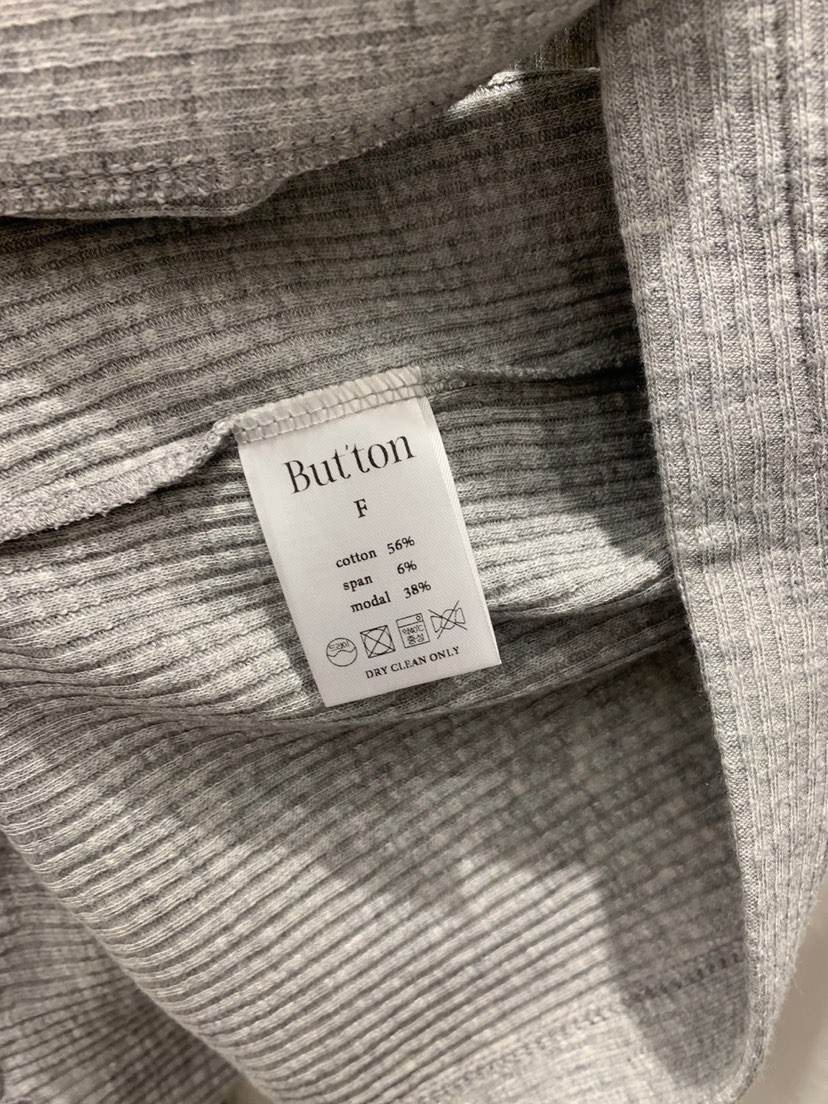 But'ton
F
cotton 56%
span 6%
modal 38%
DRY CLEAN ONLY